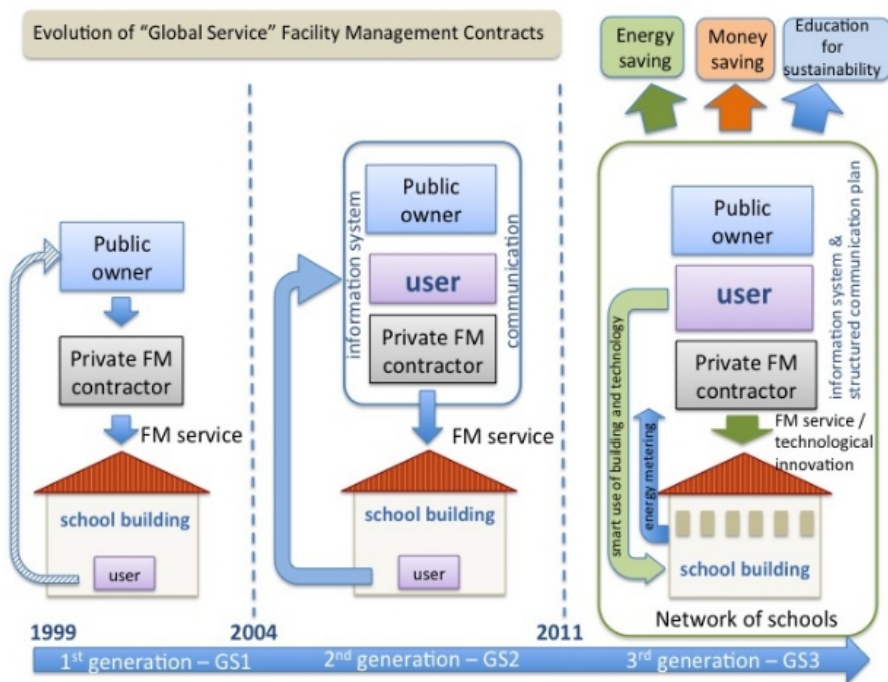 Evolution of “Global Service” Facility Management Contracts
Energy
saving
Money
saving
Education
for
sustainability
Public
owner
Private FM
contractor
FM service
school building
user
information system
Public
owner
user
Private FM
contractor
communication
FM service
school building
user
Public
owner
user
Private FM
contractor
information system &
structured communication plan
FM service /
technological
innovation
smart use of building and technology
energy metering
school building
Network of schools
1999
2004
2011
1st generation – GS1
2nd generation – GS2
3rd generation – GS3